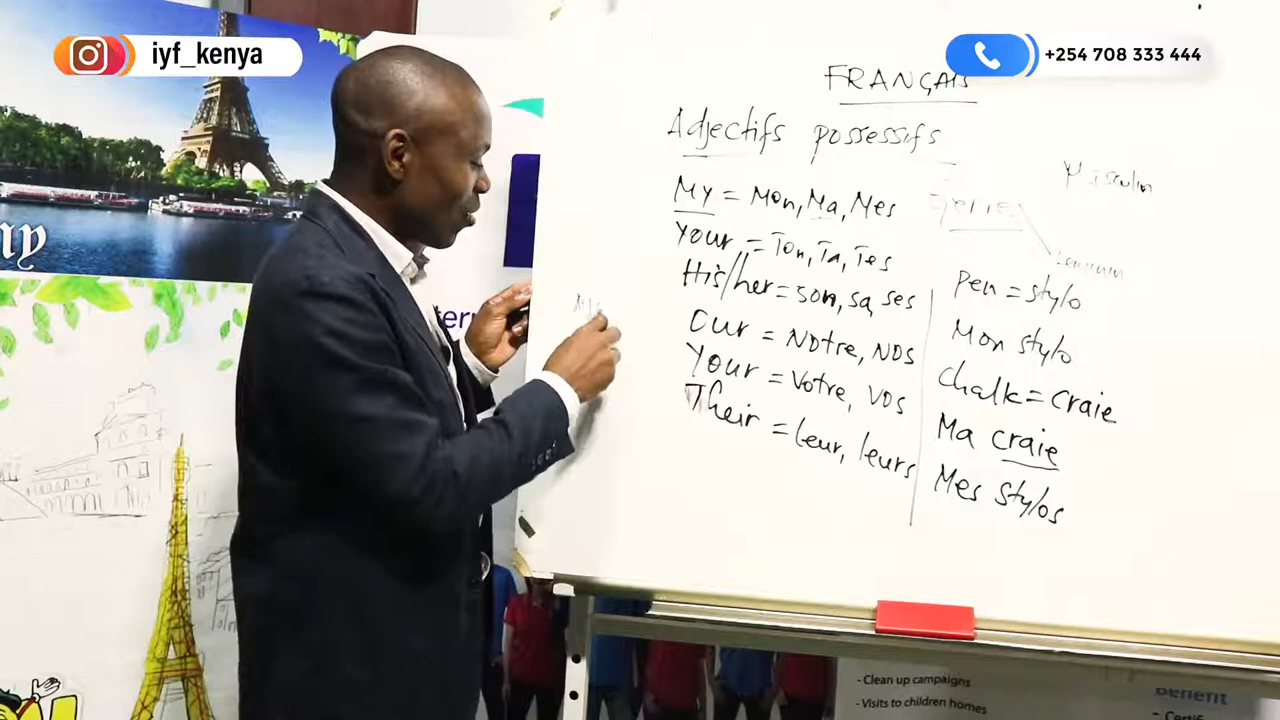 iyf_kenya
+254 708 333 444
FRANÇAIS
Adjectifs possessifs
My = Mon, Ma, Mes
Your = Ton, Ta, Tes
His/her = son, sa, ses
Our = Notre, Nos
Your = Votre, vos
Their = leur, leurs
Genre
Pen = stylo
Mon stylo
Chalk = craie
Ma craie
Mes stylos
- Clean up campaigns
- Visits to children homes
Benefit